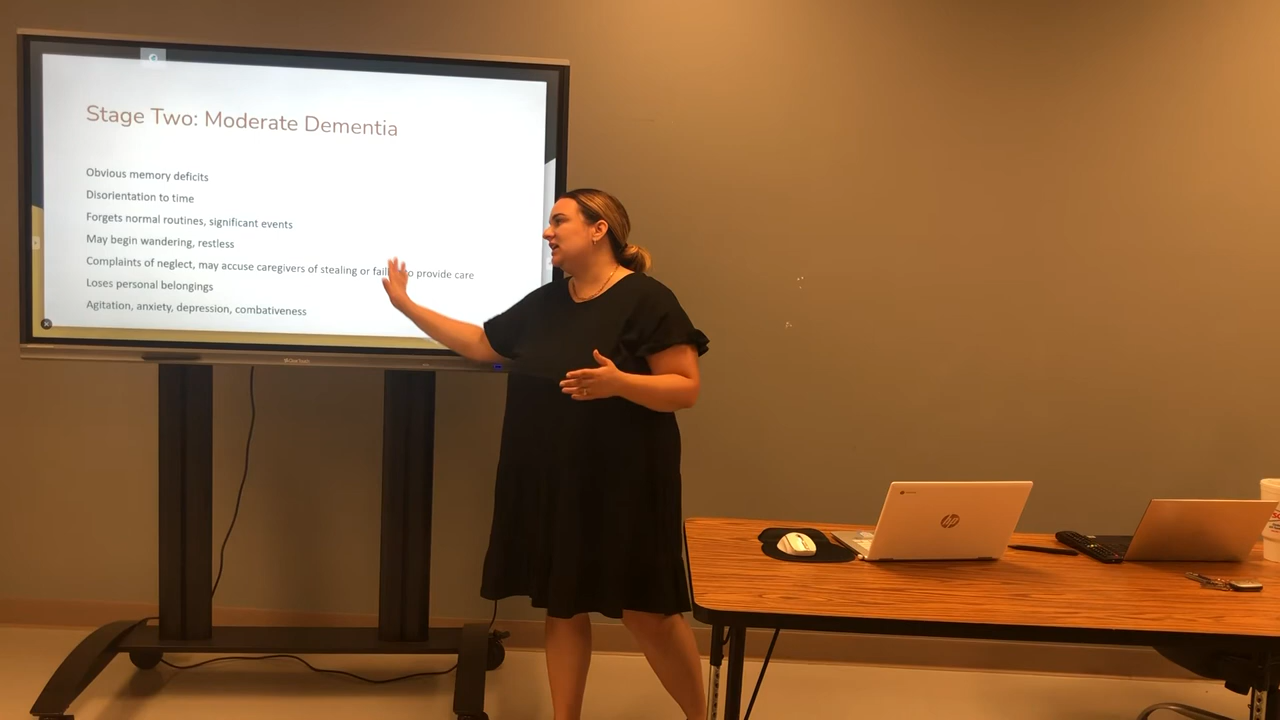 Stage Two: Moderate Dementia
Obvious memory deficits
Disorientation to time
Forgets normal routines, significant events
May begin wandering, restless
Complaints of neglect, may accuse caregivers of stealing or fail to provide care
Loses personal belongings
Agitation, anxiety, depression, combativeness
hp